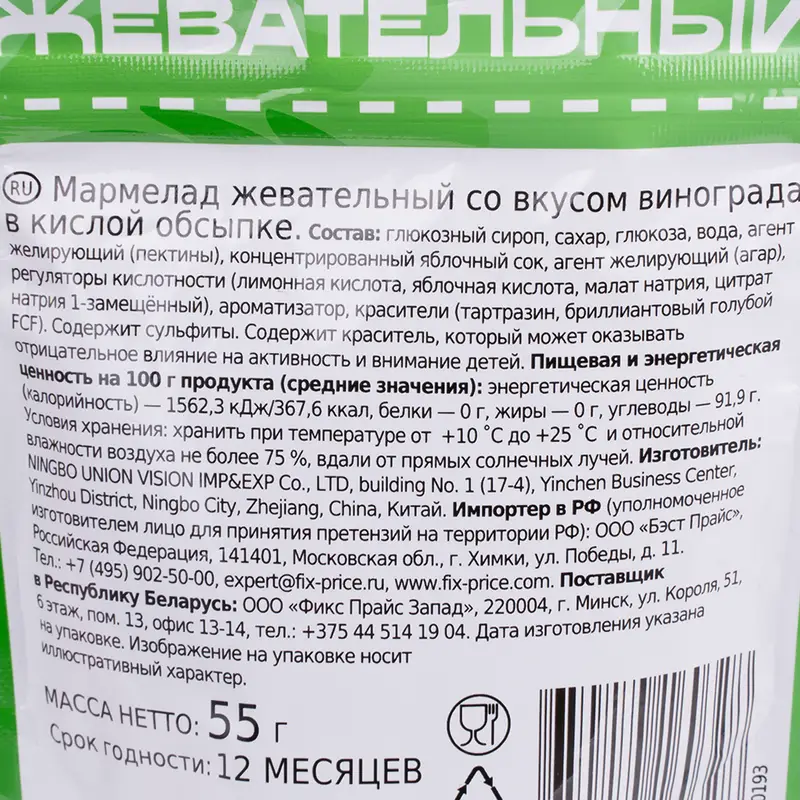 ЖЕВАТЕЛЬНЫЙ
RU Мармелад жевательный со вкусом винограда
в кислой обсыпке. Состав: глюкозный сироп, сахар, глюкоза, вода, агент
желирующий (пектины), концентрированный яблочный сок, агент желирующий (агар),
регуляторы кислотности (лимонная кислота, яблочная кислота, малат натрия, цитрат
натрия 1-замещённый), ароматизатор, красители (тартразин, бриллиантовый голубой
FCF). Содержит сульфиты. Содержит краситель, который может оказывать
отрицательное влияние на активность и внимание детей. Пищевая и энергетическая
ценность на 100 г продукта (средние значения): энергетическая ценность
(калорийность) — 1562,3 кДж/367,6 ккал, белки — 0 г, жиры — 0 г, углеводы — 91,9 г.
Условия хранения: хранить при температуре от +10 °С до +25 °С и относительной
влажности воздуха не более 75 %, вдали от прямых солнечных лучей. Изготовитель:
NINGBO UNION VISION IMP&EXP Co., LTD, building No. 1 (17-4), Yinchen Business Center,
Yinzhou District, Ningbo City, Zhejiang, China, Китай. Импортер в РФ (уполномоченное
изготовителем лицо для принятия претензий на территории РФ): ООО «Бэст Прайс»,
Российская Федерация, 141401, Московская обл., г. Химки, ул. Победы, д. 11.
Тел.: +7 (495) 902-50-00, expert@fix-price.ru, www.fix-price.com. Поставщик
в Республику Беларусь: ООО «Фикс Прайс Запад», 220004, г. Минск, ул. Короля, 51,
6 этаж, пом. 13, офис 13-14, тел.: +375 44 514 19 04. Дата изготовления указана
на упаковке. Изображение на упаковке носит
иллюстративный характер.
МАССА НЕТТО: 55 г
Срок годности: 12 МЕСЯЦЕВ
0193